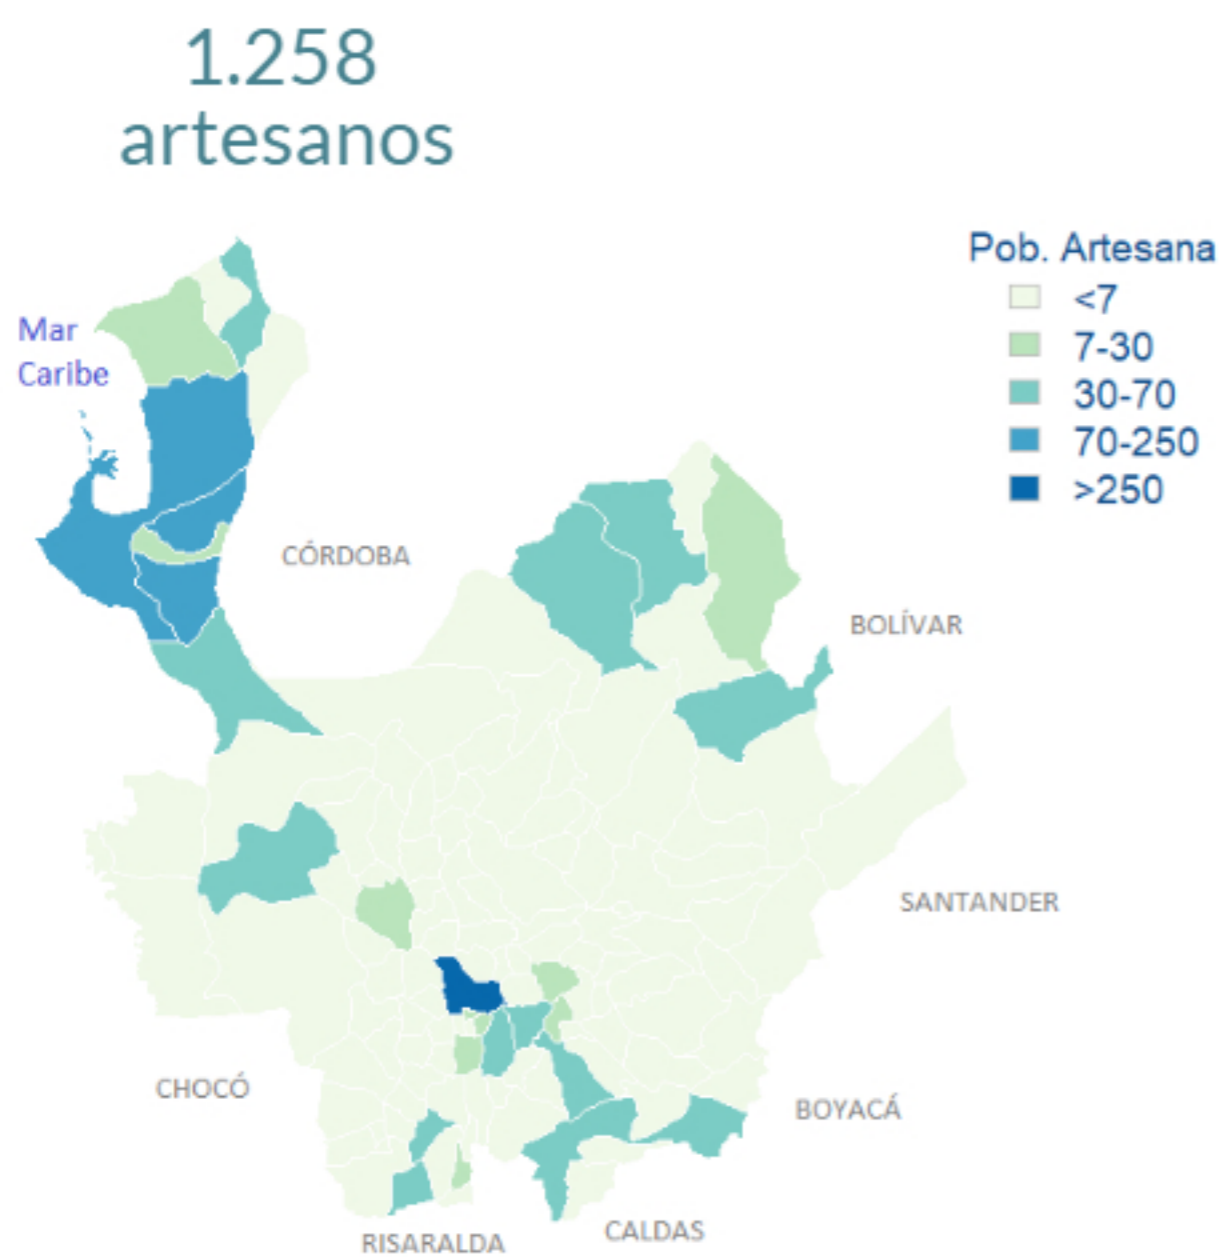 1.258
artesanos
Pob. Artesana
<7
7-30
30-70
70-250
>250
Mar
Caribe
CÓRDOBA
BOLÍVAR
SANTANDER
CHOCÓ
BOYACÁ
CALDAS
RISARALDA